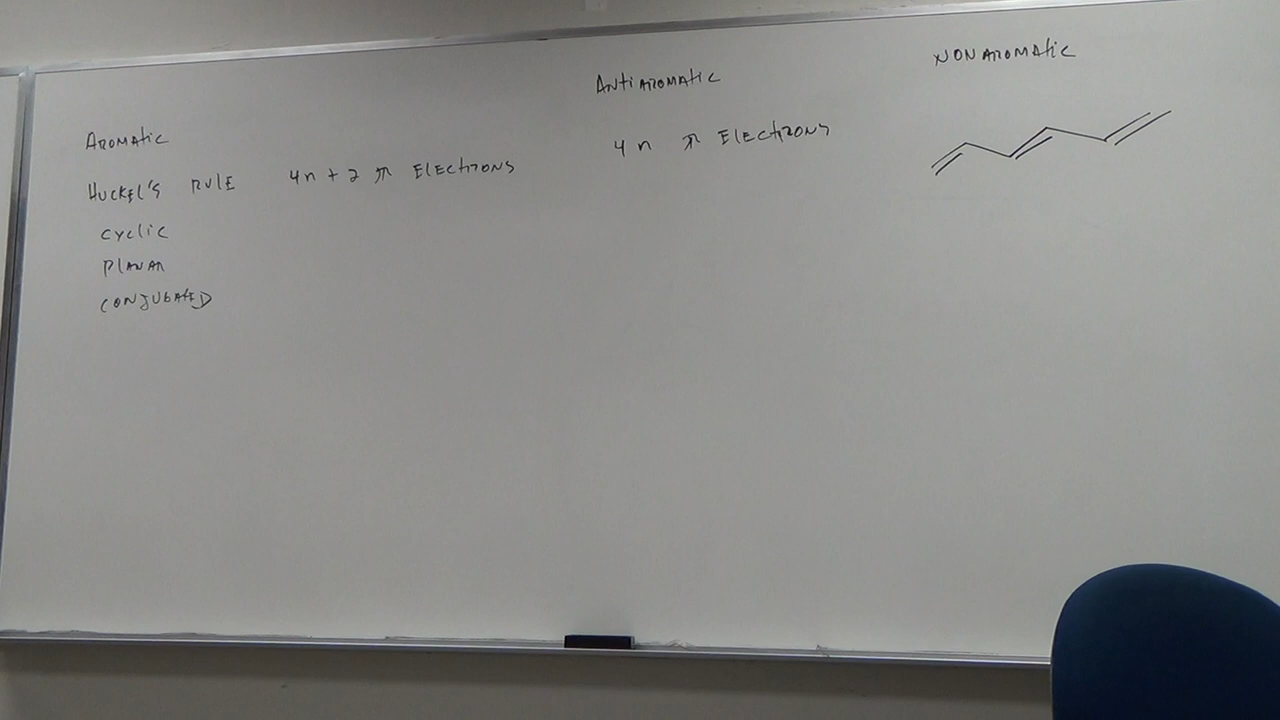 Aromatic
Huckel's rule 4n + 2 π Electrons
cyclic
planar
conjugated
Antiaromatic
4n π Electrons
Nonaromatic